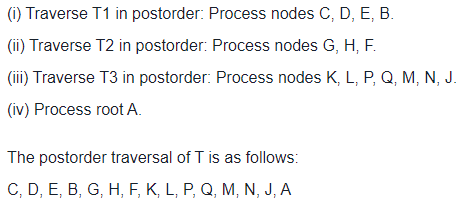 (i) Traverse T1 in postorder: Process nodes C, D, E, B.
(ii) Traverse T2 in postorder: Process nodes G, H, F.
(iii) Traverse T3 in postorder: Process nodes K, L, P, Q, M, N, J.
(iv) Process root A.
The postorder traversal of T is as follows:
C, D, E, B, G, H, F, K, L, P, Q, M, N, J, A